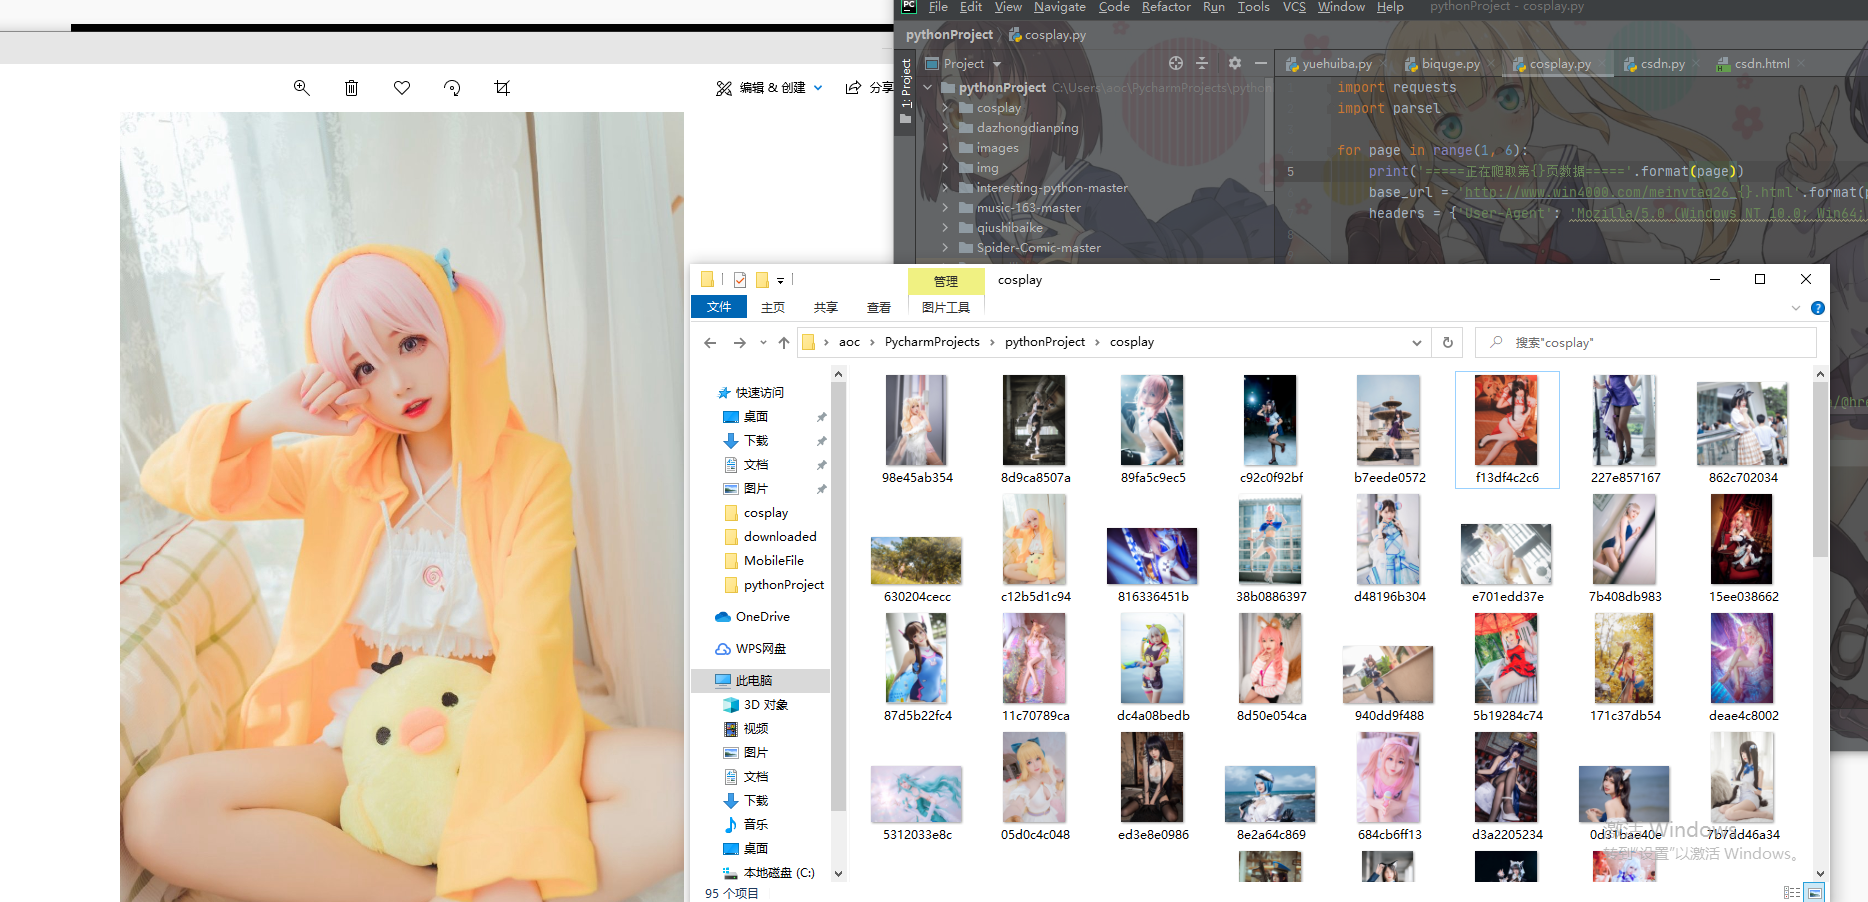 PC File Edit View Navigate Code Refactor Run Tools VCS Window Help pythonProject - cosplay.py
pythonProject cosplay.py
1: Project
Project
yuehuiba.py biquge.py cosplay.py csdn.py csdn.html
pythonProject C:\Users\aoc\PycharmProjects\python
cosplay
dazhongdianping
images
img
interesting-python-master
music-163-master
qiushibaike
Spider-Comic-master
import requests
import parsel
for page in range(1, 6):
5 print('=====正在爬取第{}页数据====='.format(page))
base_url = 'http://www.win4000.com/meinvtag26_{}.html'.format(p
headers = {'User-Agent': 'Mozilla/5.0 (Windows NT 10.0; Win64;
编辑 & 创建 分享
管理 cosplay
文件 主页 共享 查看 图片工具
aoc PycharmProjects pythonProject cosplay
搜索"cosplay"
快速访问
桌面
下载
文档
图片
cosplay
downloaded
MobileFile
pythonProject
OneDrive
WPS网盘
此电脑
3D 对象
视频
图片
文档
下载
音乐
桌面
本地磁盘 (C:)
98e45ab354 8d9ca8507a 89fa5c9ec5 c92c0f92bf b7eede0572 f13df4c2c6 227e857167 862c702034
630204cecc c12b5d1c94 816336451b 38b0886397 d48196b304 e701edd37e 7b408db983 15ee038662
87d5b22fc4 11c70789ca dc4a08bedb 8d50e054ca 940dd9f488 5b19284c74 171c37db54 deae4c8002
5312033e8c 05d0c4c048 ed3e8e0986 8e2a64c869 684cb6ff13 d3a2205234 0d31bae40e 7b7dd46a34
激活 Windows
转到"设置"以激活 Windows。
95 个项目